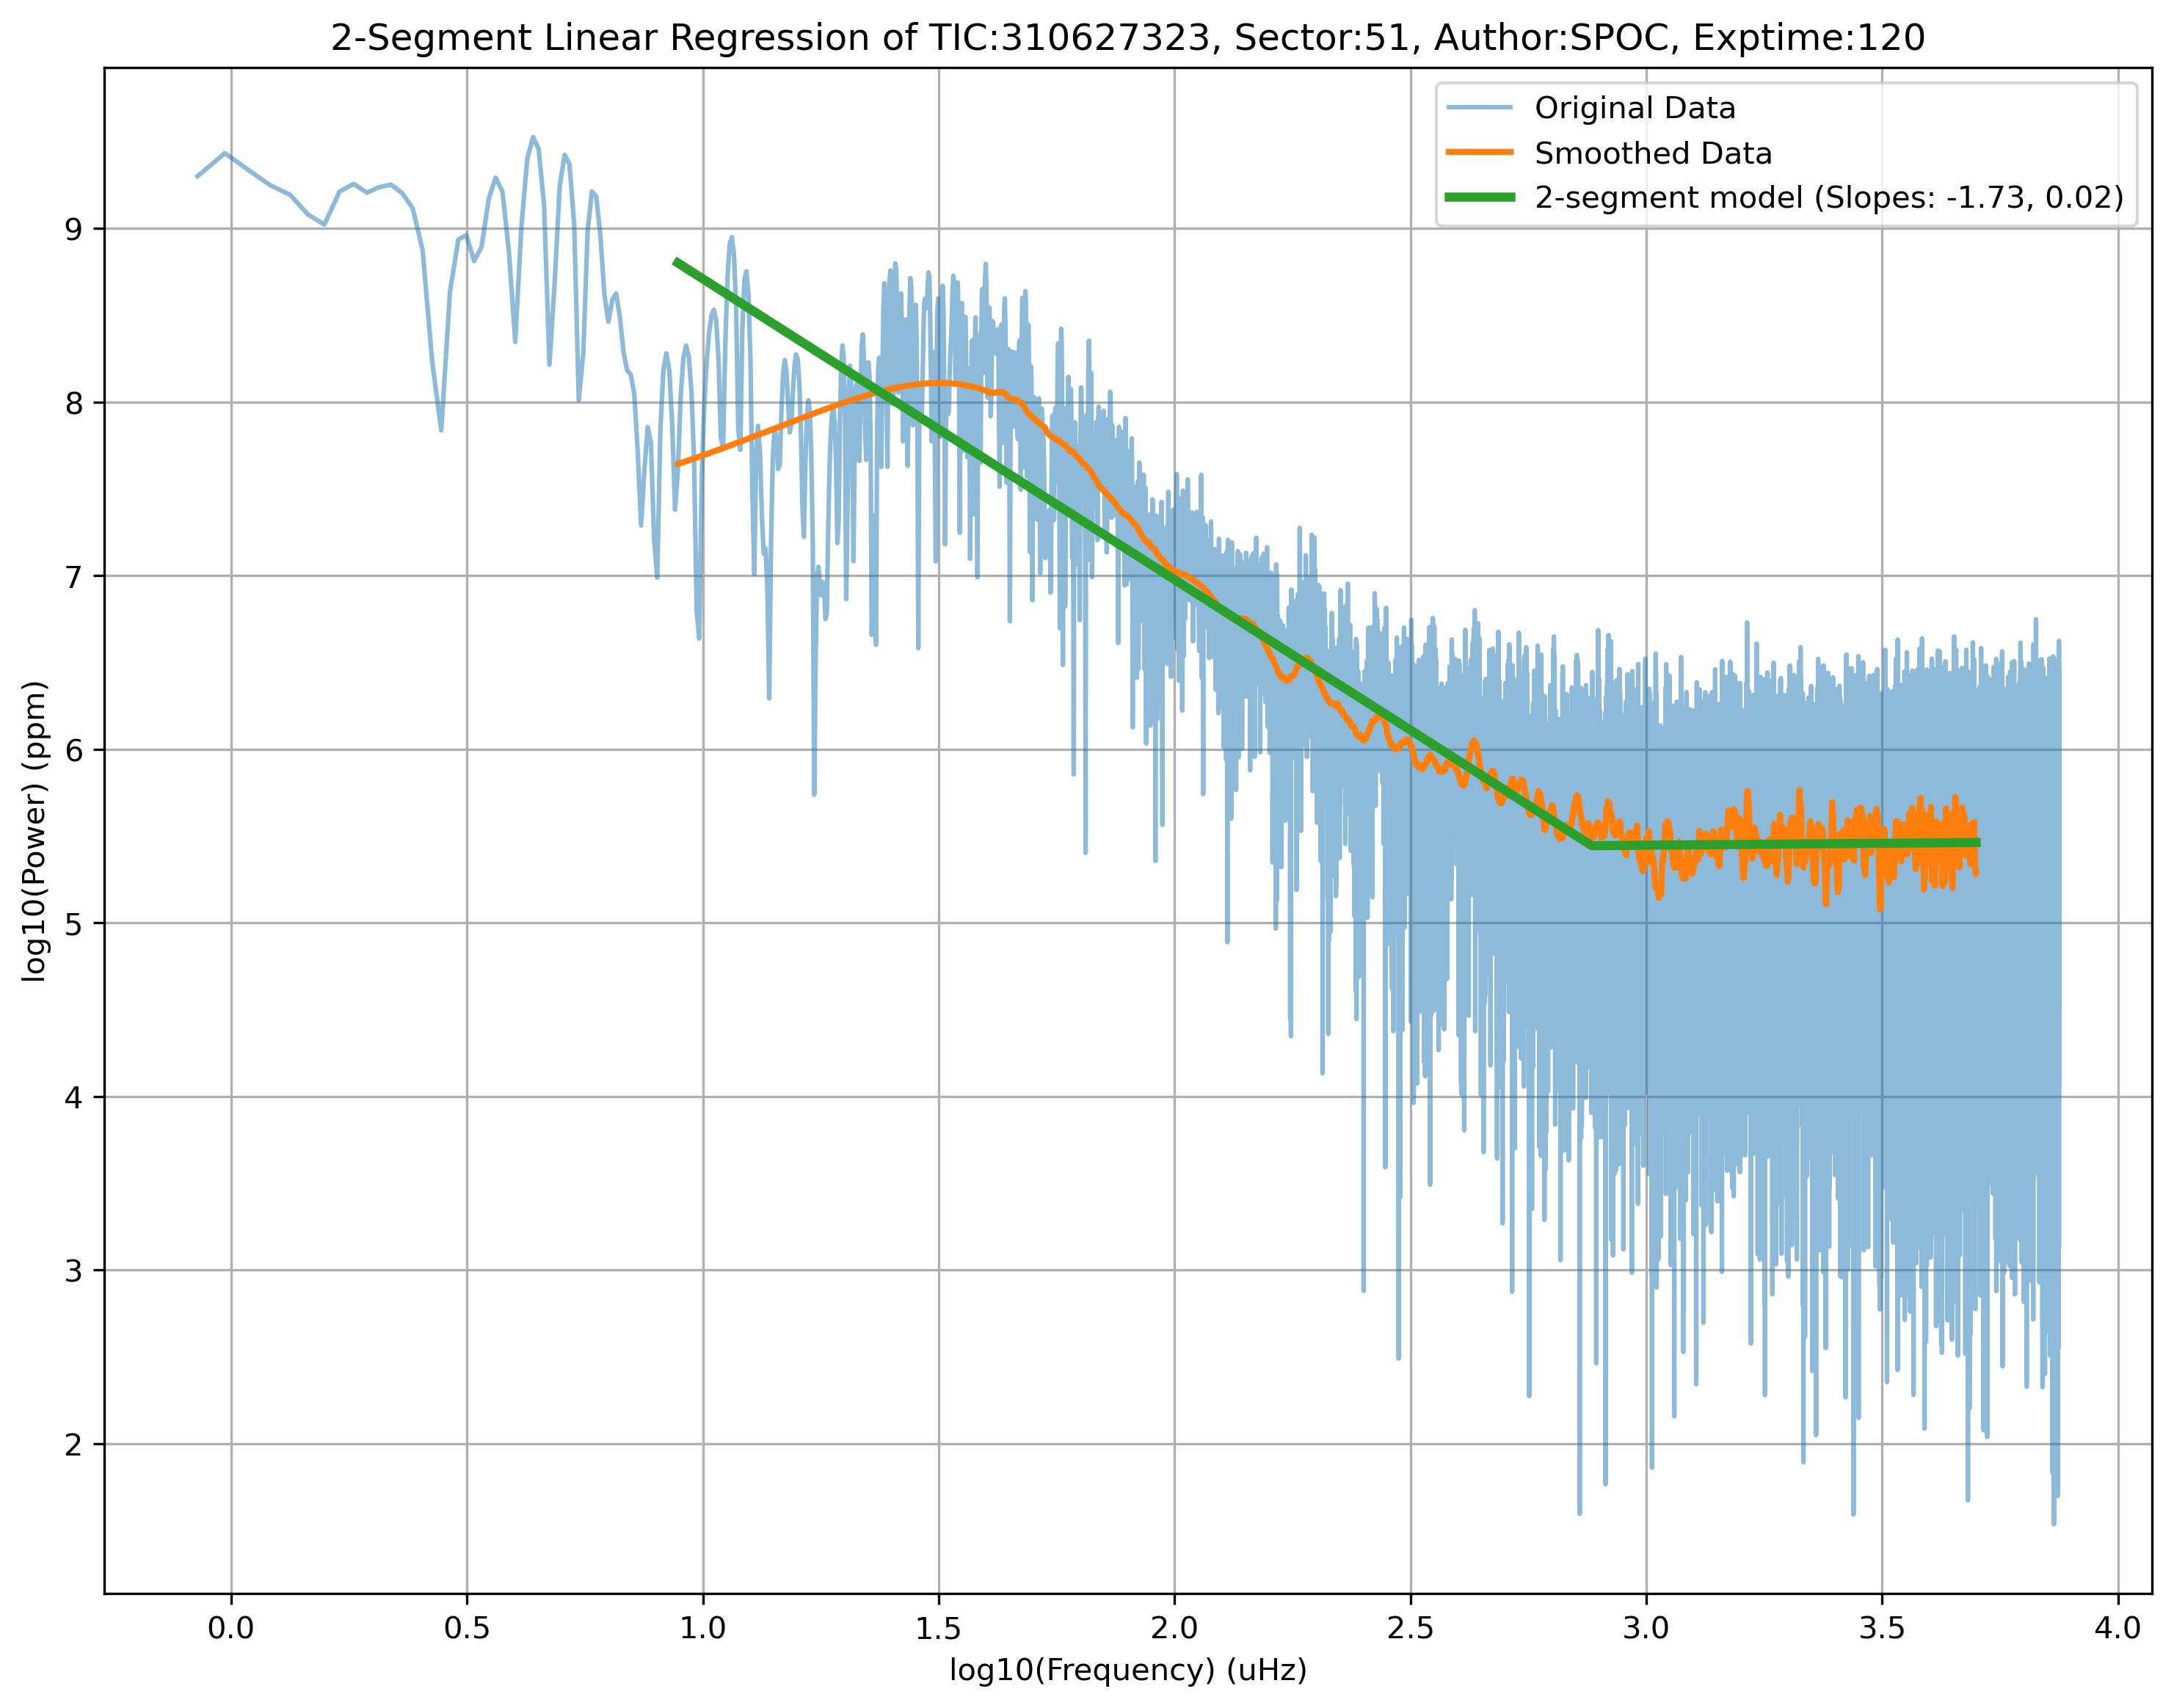 2-Segment Linear Regression of TIC:310627323, Sector:51, Author:SPOC, Exptime:120
Original Data
Smoothed Data
2-segment model (Slopes: -1.73, 0.02)
log10(Power) (ppm)
9
8
7
6
5
4
3
2
0.0 0.5 1.0 1.5 2.0 2.5 3.0 3.5 4.0
log10(Frequency) (uHz)